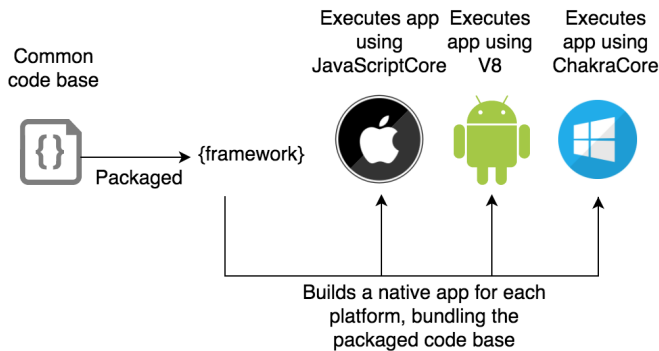 Common
code base
{}
Packaged
{framework}
Executes app
using
JavaScriptCore
Executes
app using
V8
Executes
app using
ChakraCore
Builds a native app for each
platform, bundling the
packaged code base